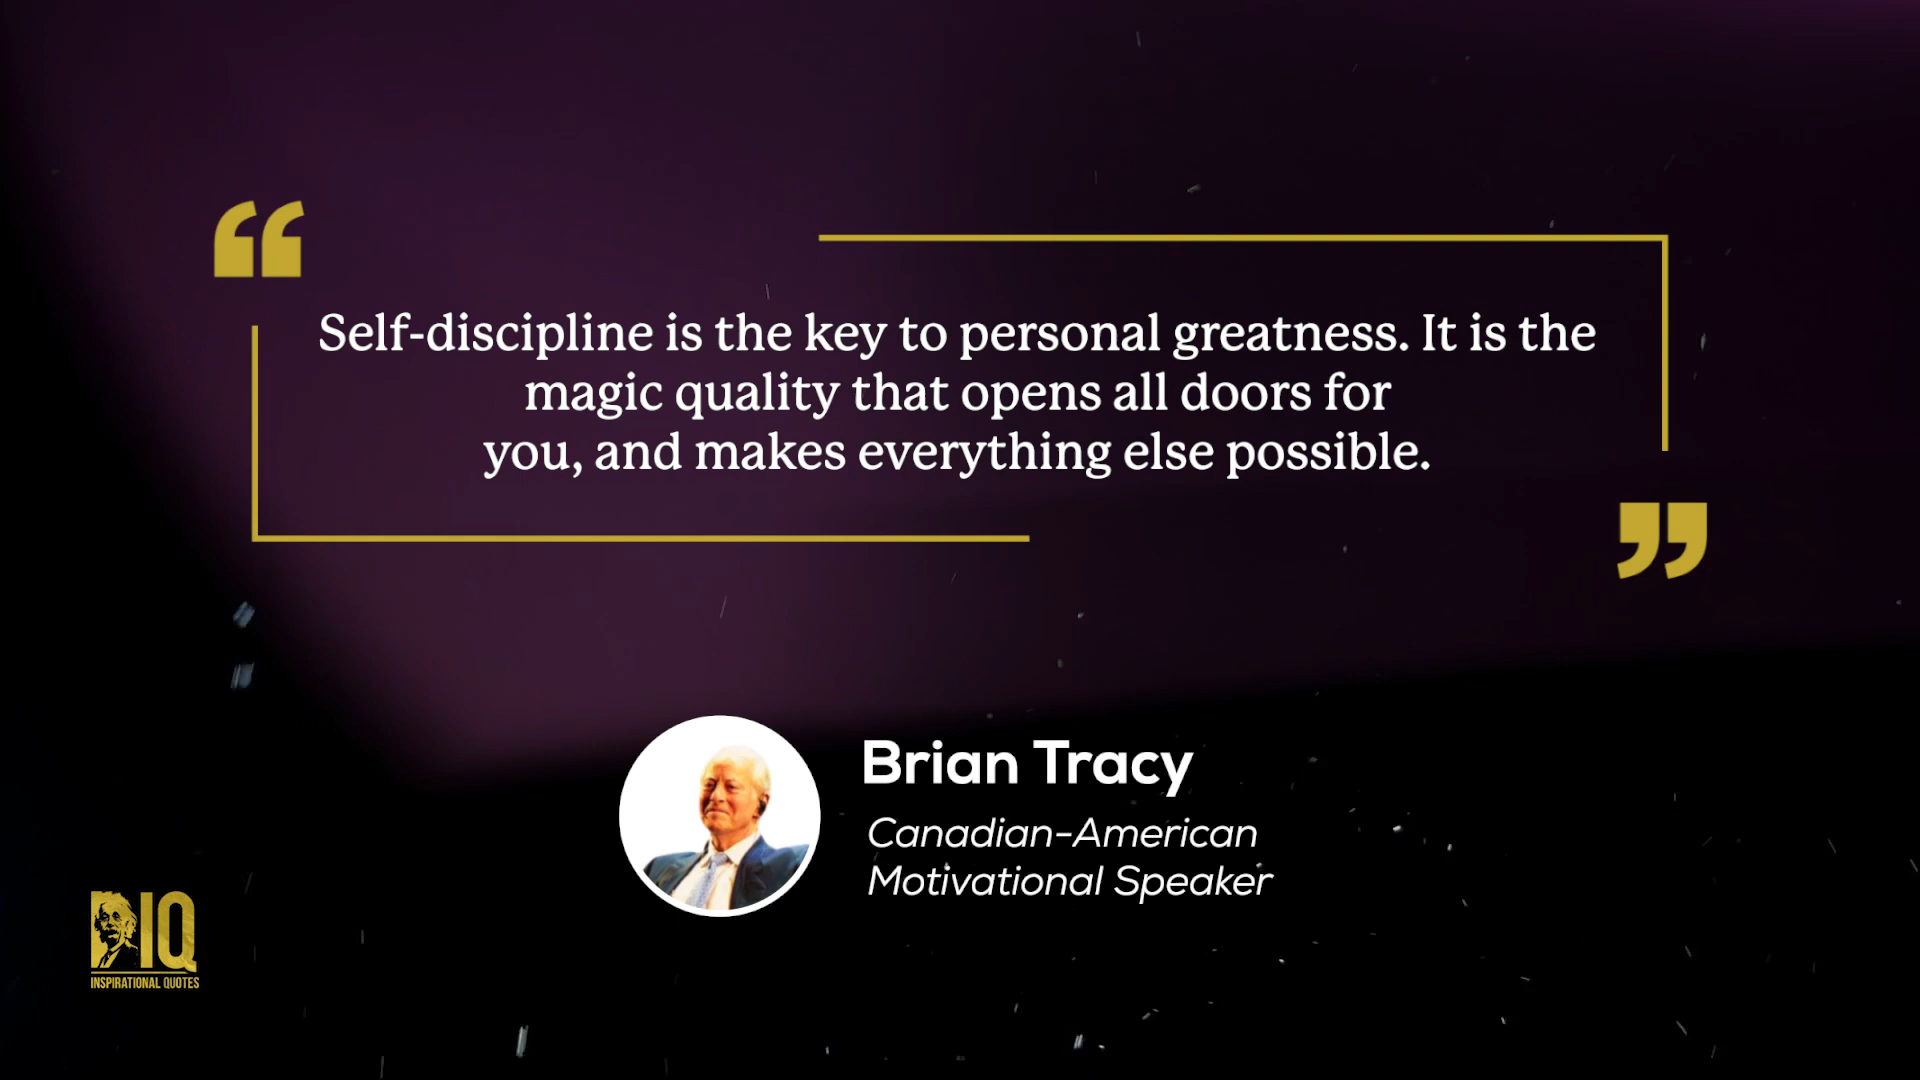 Self-discipline is the key to personal greatness. It is the
magic quality that opens all doors for
you, and makes everything else possible.
Brian Tracy
Canadian-American
Motivational Speaker
IQ
INSPIRATIONAL QUOTES